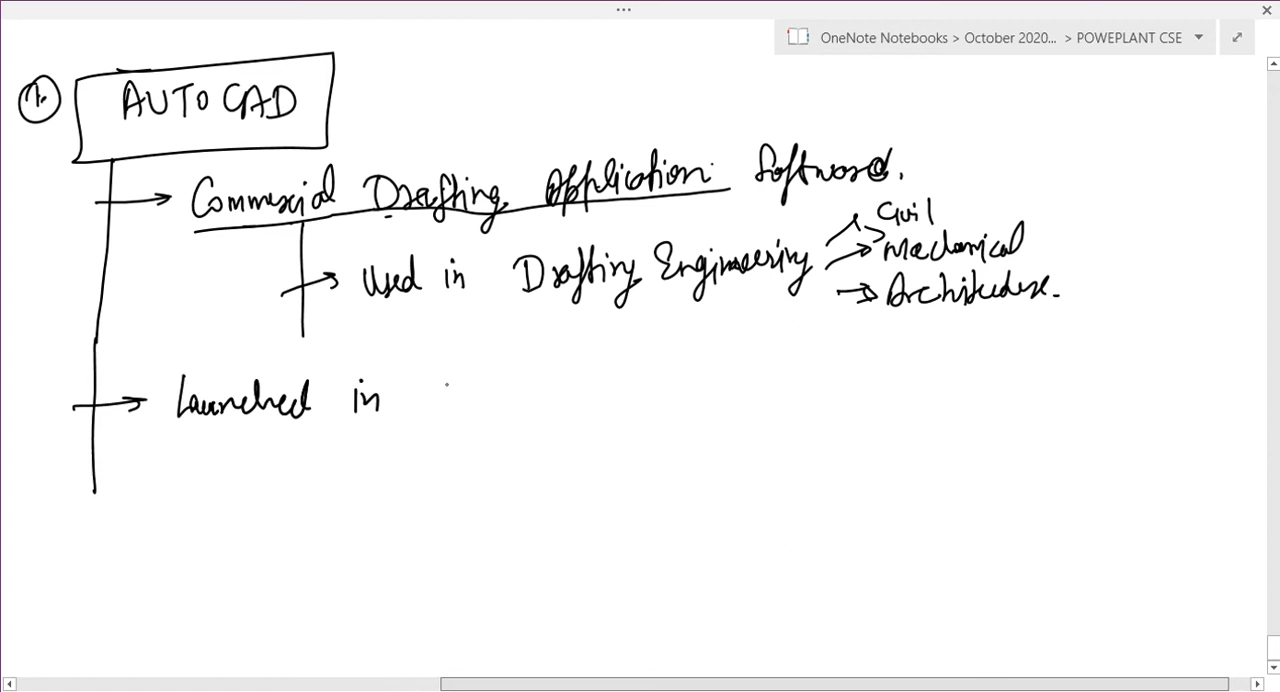 ...
OneNote Notebooks > October 2020... > POWEPLANT CSE
1. AUTO CAD
Commercial Drafting Application Software.
Used in Drafting Engineering
Civil
Mechanical
Architecture.
Launched in